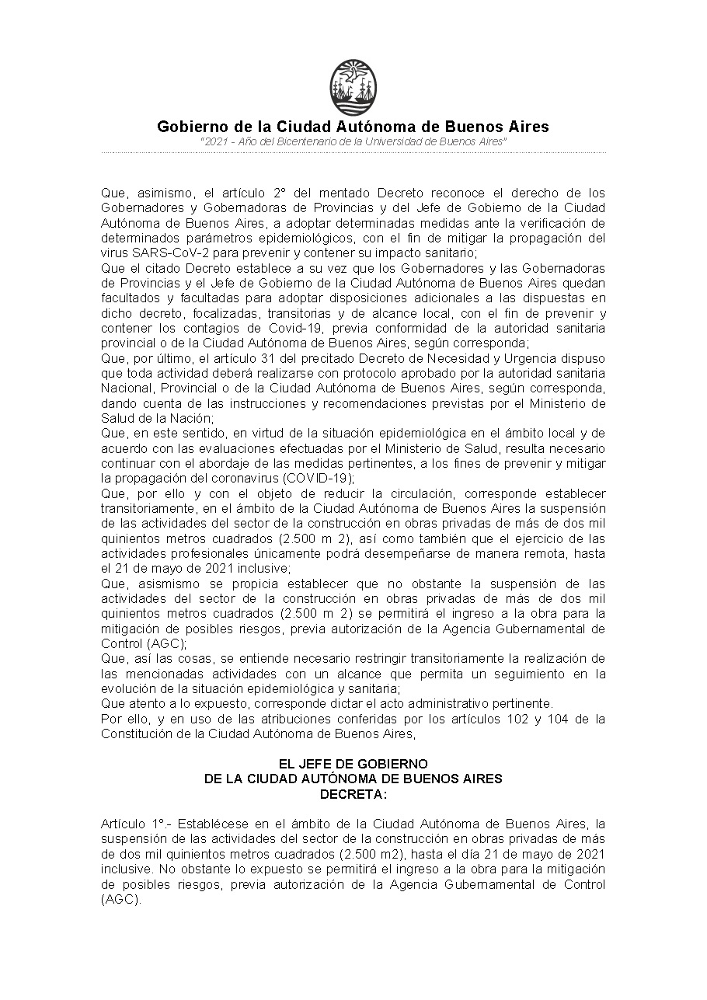 Gobierno de la Ciudad Autónoma de Buenos Aires
"2021 - Año del Bicentenario de la Universidad de Buenos Aires"
Que, asimismo, el artículo 2° del mentado Decreto reconoce el derecho de los
Gobernadores y Gobernadoras de Provincias y del Jefe de Gobierno de la Ciudad
Autónoma de Buenos Aires, a adoptar determinadas medidas ante la verificación de
determinados parámetros epidemiológicos, con el fin de mitigar la propagación del
virus SARS-CoV-2 para prevenir y contener su impacto sanitario;
Que el citado Decreto establece a su vez que los Gobernadores y las Gobernadoras
de Provincias y el Jefe de Gobierno de la Ciudad Autónoma de Buenos Aires quedan
facultados y facultadas para adoptar disposiciones adicionales a las dispuestas en
dicho decreto, focalizadas, transitorias y de alcance local, con el fin de prevenir y
contener los contagios de Covid-19, previa conformidad de la autoridad sanitaria
provincial o de la Ciudad Autónoma de Buenos Aires, según corresponda;
Que, por último, el artículo 31 del precitado Decreto de Necesidad y Urgencia dispuso
que toda actividad deberá realizarse con protocolo aprobado por la autoridad sanitaria
Nacional, Provincial o de la Ciudad Autónoma de Buenos Aires, según corresponda,
dando cuenta de las instrucciones y recomendaciones previstas por el Ministerio de
Salud de la Nación;
Que, en este sentido, en virtud de la situación epidemiológica en el ámbito local y de
acuerdo con las evaluaciones efectuadas por el Ministerio de Salud, resulta necesario
continuar con el abordaje de las medidas pertinentes, a los fines de prevenir y mitigar
la propagación del coronavirus (COVID-19);
Que, por ello y con el objeto de reducir la circulación, corresponde establecer
transitoriamente, en el ámbito de la Ciudad Autónoma de Buenos Aires la suspensión
de las actividades del sector de la construcción en obras privadas de más de dos mil
quinientos metros cuadrados (2.500 m 2), así como también que el ejercicio de las
actividades profesionales únicamente podrá desempeñarse de manera remota, hasta
el 21 de mayo de 2021 inclusive;
Que, asismismo se propicia establecer que no obstante la suspensión de las
actividades del sector de la construcción en obras privadas de más de dos mil
quinientos metros cuadrados (2.500 m 2) se permitirá el ingreso a la obra para la
mitigación de posibles riesgos, previa autorización de la Agencia Gubernamental de
Control (AGC);
Que, así las cosas, se entiende necesario restringir transitoriamente la realización de
las mencionadas actividades con un alcance que permita un seguimiento en la
evolución de la situación epidemiológica y sanitaria;
Que atento a lo expuesto, corresponde dictar el acto administrativo pertinente.
Por ello, y en uso de las atribuciones conferidas por los artículos 102 y 104 de la
Constitución de la Ciudad Autónoma de Buenos Aires,
EL JEFE DE GOBIERNO
DE LA CIUDAD AUTÓNOMA DE BUENOS AIRES
DECRETA:
Artículo 1°.- Establécese en el ámbito de la Ciudad Autónoma de Buenos Aires, la
suspensión de las actividades del sector de la construcción en obras privadas de más
de dos mil quinientos metros cuadrados (2.500 m2), hasta el día 21 de mayo de 2021
inclusive. No obstante lo expuesto se permitirá el ingreso a la obra para la mitigación
de posibles riesgos, previa autorización de la Agencia Gubernamental de Control
(AGC).